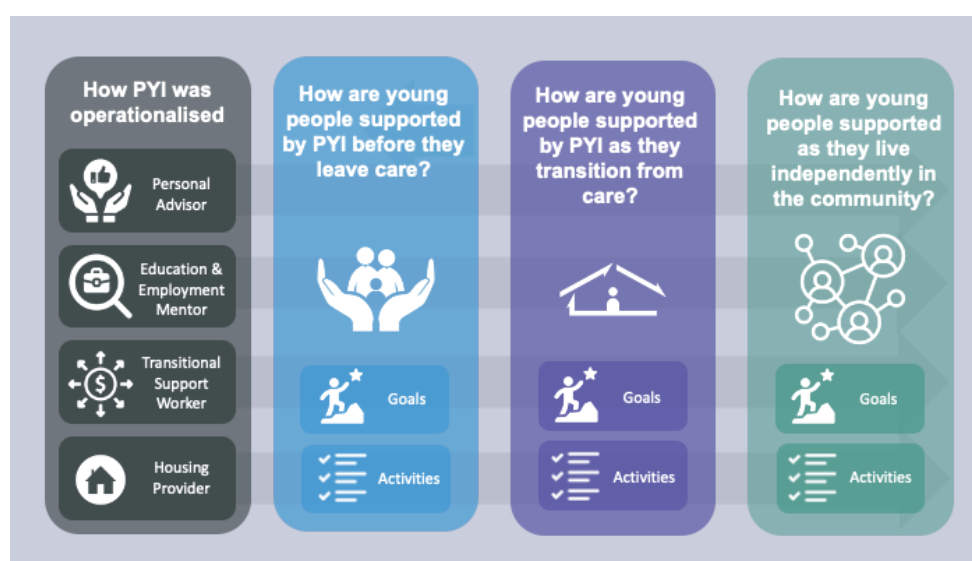 How PYI was
operationalised
Personal
Advisor
Education &
Employment
Mentor
$
Transitional
Support
Worker
Housing
Provider
How are young
people supported
by PYI before they
leave care?
Goals
Activities
How are young
people supported
by PYI as they
transition from
care?
Goals
Activities
How are young
people supported
as they live
independently in
the community?
Goals
Activities